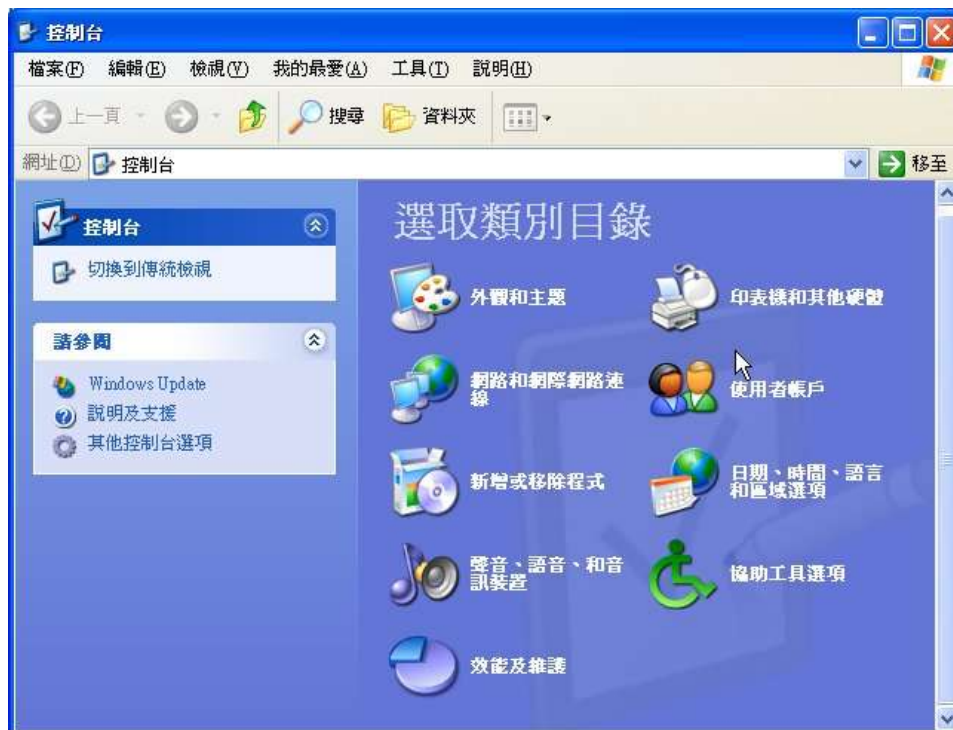 控制台
檔案(F) 編輯(E) 檢視(V) 我的最愛(A) 工具(T) 說明(H)
上一頁 搜尋 資料夾
網址(D) 控制台 移至
控制台
切換到傳統檢視
請參閱
Windows Update
說明及支援
其他控制台選項
選取類別目錄
外觀和主題
印表機和其他硬體
網路和網際網路連
線
使用者帳戶
新增或移除程式
日期、時間、語言
和區域選項
聲音、語音、和音
訊裝置
協助工具選項
效能及維護